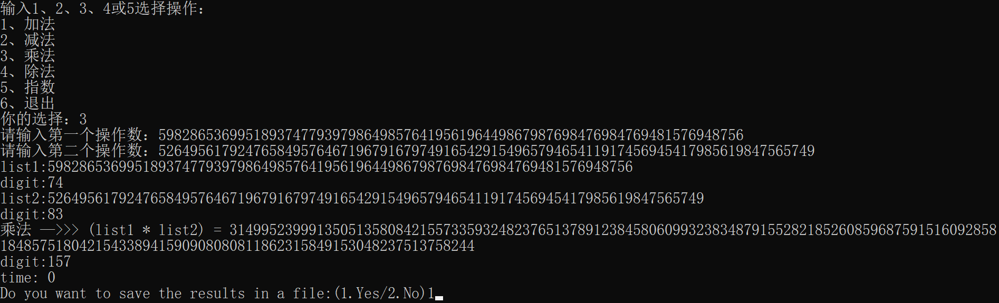 输入1、2、3、4或5选择操作：
1、加法
2、减法
3、乘法
4、除法
5、指数
6、退出
你的选择：3
请输入第一个操作数：59828653699518937477939798649857641956196449867987698476984769481576948756
请输入第二个操作数：52649561792476584957646719679167974916542915496579465411917456945417985619847565749
list1:59828653699518937477939798649857641956196449867987698476984769481576948756
digit:74
list2:52649561792476584957646719679167974916542915496579465411917456945417985619847565749
digit:83
乘法 —>>> (list1 * list2) = 3149952399913505135808421557335932482376513789123845806099323834879155282185260859687591516092858
184857518042154338941590908080811862315849153048237513758244
digit:157
time: 0
Do you want to save the results in a file:(1.Yes/2.No)1